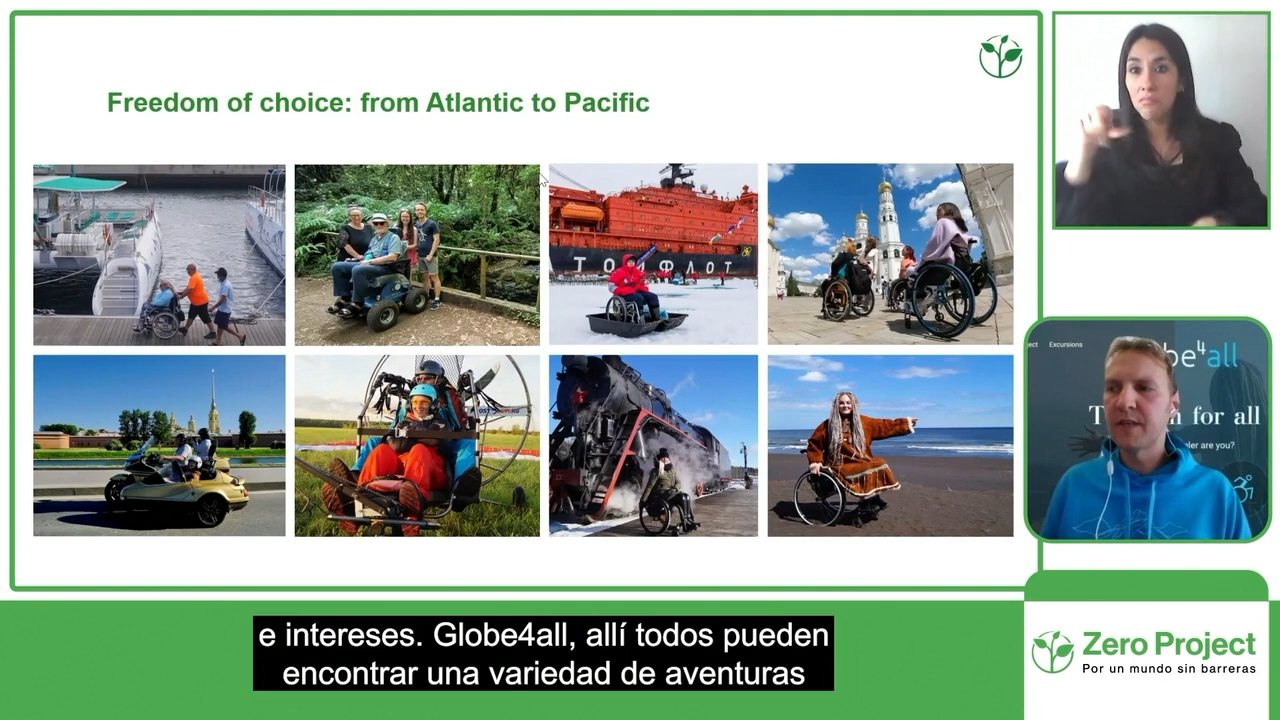 Freedom of choice: from Atlantic to Pacific
be4all
Excursions
for all
ler are you?
e intereses. Globe4all, allí todos pueden
encontrar una variedad de aventuras
Zero Project
Por un mundo sin barreras